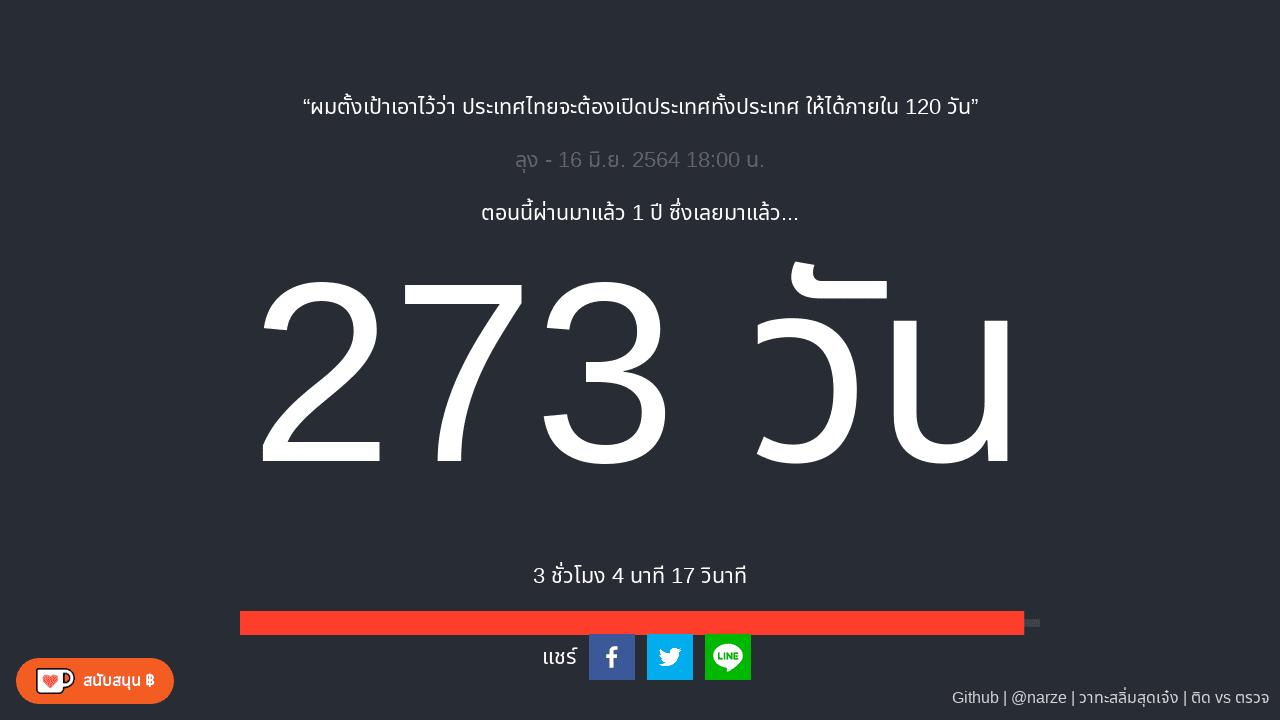 “ผมตั้งเป้าเอาไว้ว่า ประเทศไทยจะต้องเปิดประเทศทั้งประเทศ ให้ได้ภายใน 120 วัน”
ลุง - 16 มิ.ย. 2564 18:00 น.
ตอนนี้ผ่านมาแล้ว 1 ปี ซึ่งเลยมาแล้ว...
273 วัน
3 ชั่วโมง 4 นาที 17 วินาที
แชร์
LINE
สนับสนุน ฿
Github | @narze | วาทะสลิ่มสุดเจ๋ง | ติด vs ตรวจ